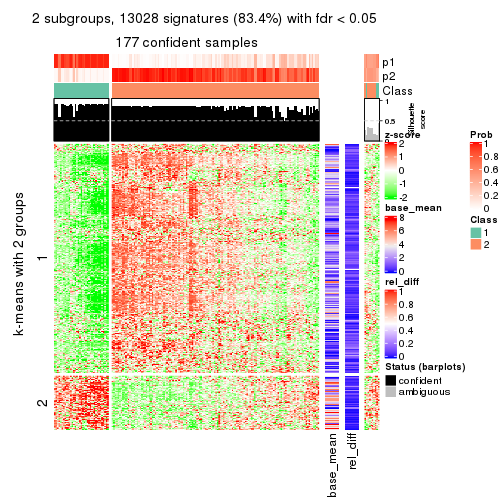 2 subgroups, 13028 signatures (83.4%) with fdr < 0.05
177 confident samples
p1
p2
Class
1
0.5
Silhouette
score
k-means with 2 groups
1
2
base_mean
rel_diff
z-score
2
1
0
-1
-2
base_mean
8
6
4
2
0
rel_diff
1
0.8
0.6
0.4
0.2
0
Status (barplots)
confident
ambiguous
Prob
1
0.8
0.6
0.4
0.2
0
Class
1
2